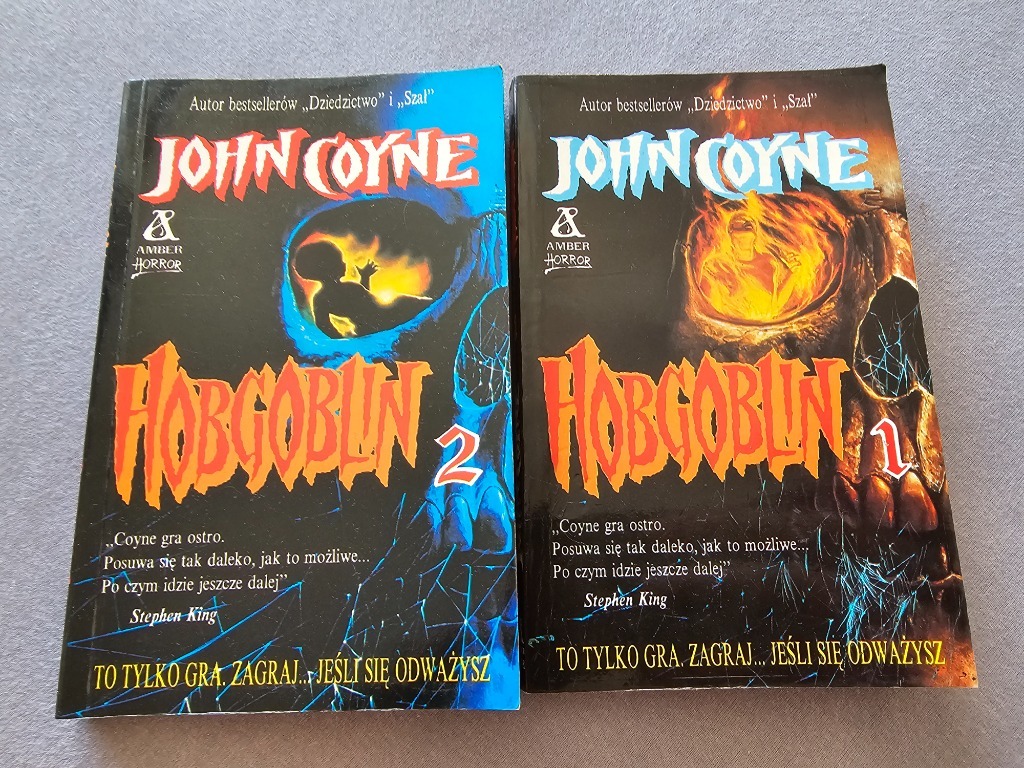 Autor bestsellerów „Dziedzictwo” i „Szał”
JOHN COYNE
AMBER
HORROR
HOBGOBLIN
2
„Coyne gra ostro.
Posuwa się tak daleko, jak to możliwe...
Po czym idzie jeszcze dalej”
Stephen King
TO TYLKO GRA. ZAGRAJ... JEŚLI SIĘ ODWAŻYSZ
Autor bestsellerów „Dziedzictwo” i „Szał”
JOHN COYNE
AMBER
HORROR
HOBGOBLIN
1
„Coyne gra ostro.
Posuwa się tak daleko, jak to możliwe...
Po czym idzie jeszcze dalej”
Stephen King
TO TYLKO GRA. ZAGRAJ... JEŚLI SIĘ ODWAŻYSZ